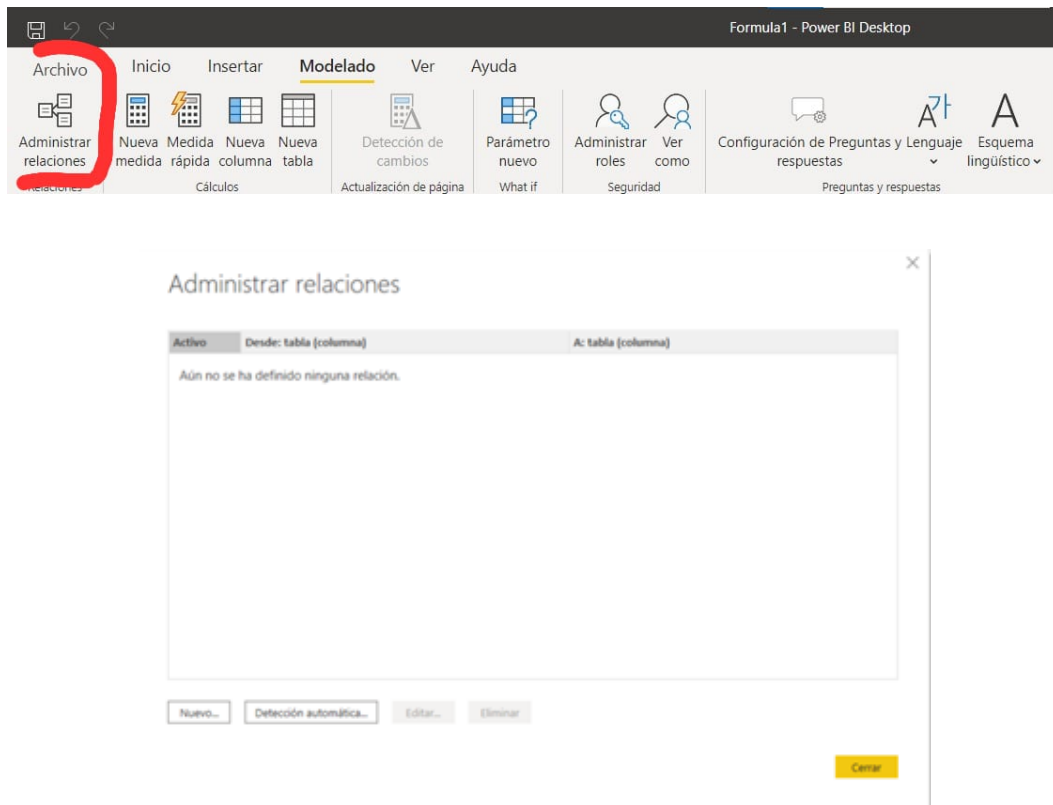 Formula1 - Power BI Desktop
Archivo Inicio Insertar Modelado Ver Ayuda
Administrar relaciones
Nueva medida
Medida rápida
Nueva columna
Nueva tabla
Detección de cambios
Parámetro nuevo
Administrar roles
Ver como
Configuración de Preguntas y respuestas
Lenguaje
Esquema lingüístico
Relaciones Cálculos Actualización de página What if Seguridad Preguntas y respuestas
Administrar relaciones
Activo Desde: tabla (columna) A: tabla (columna)
Aún no se ha definido ninguna relación.
Nuevo... Detección automática... Editar... Eliminar
Cerrar